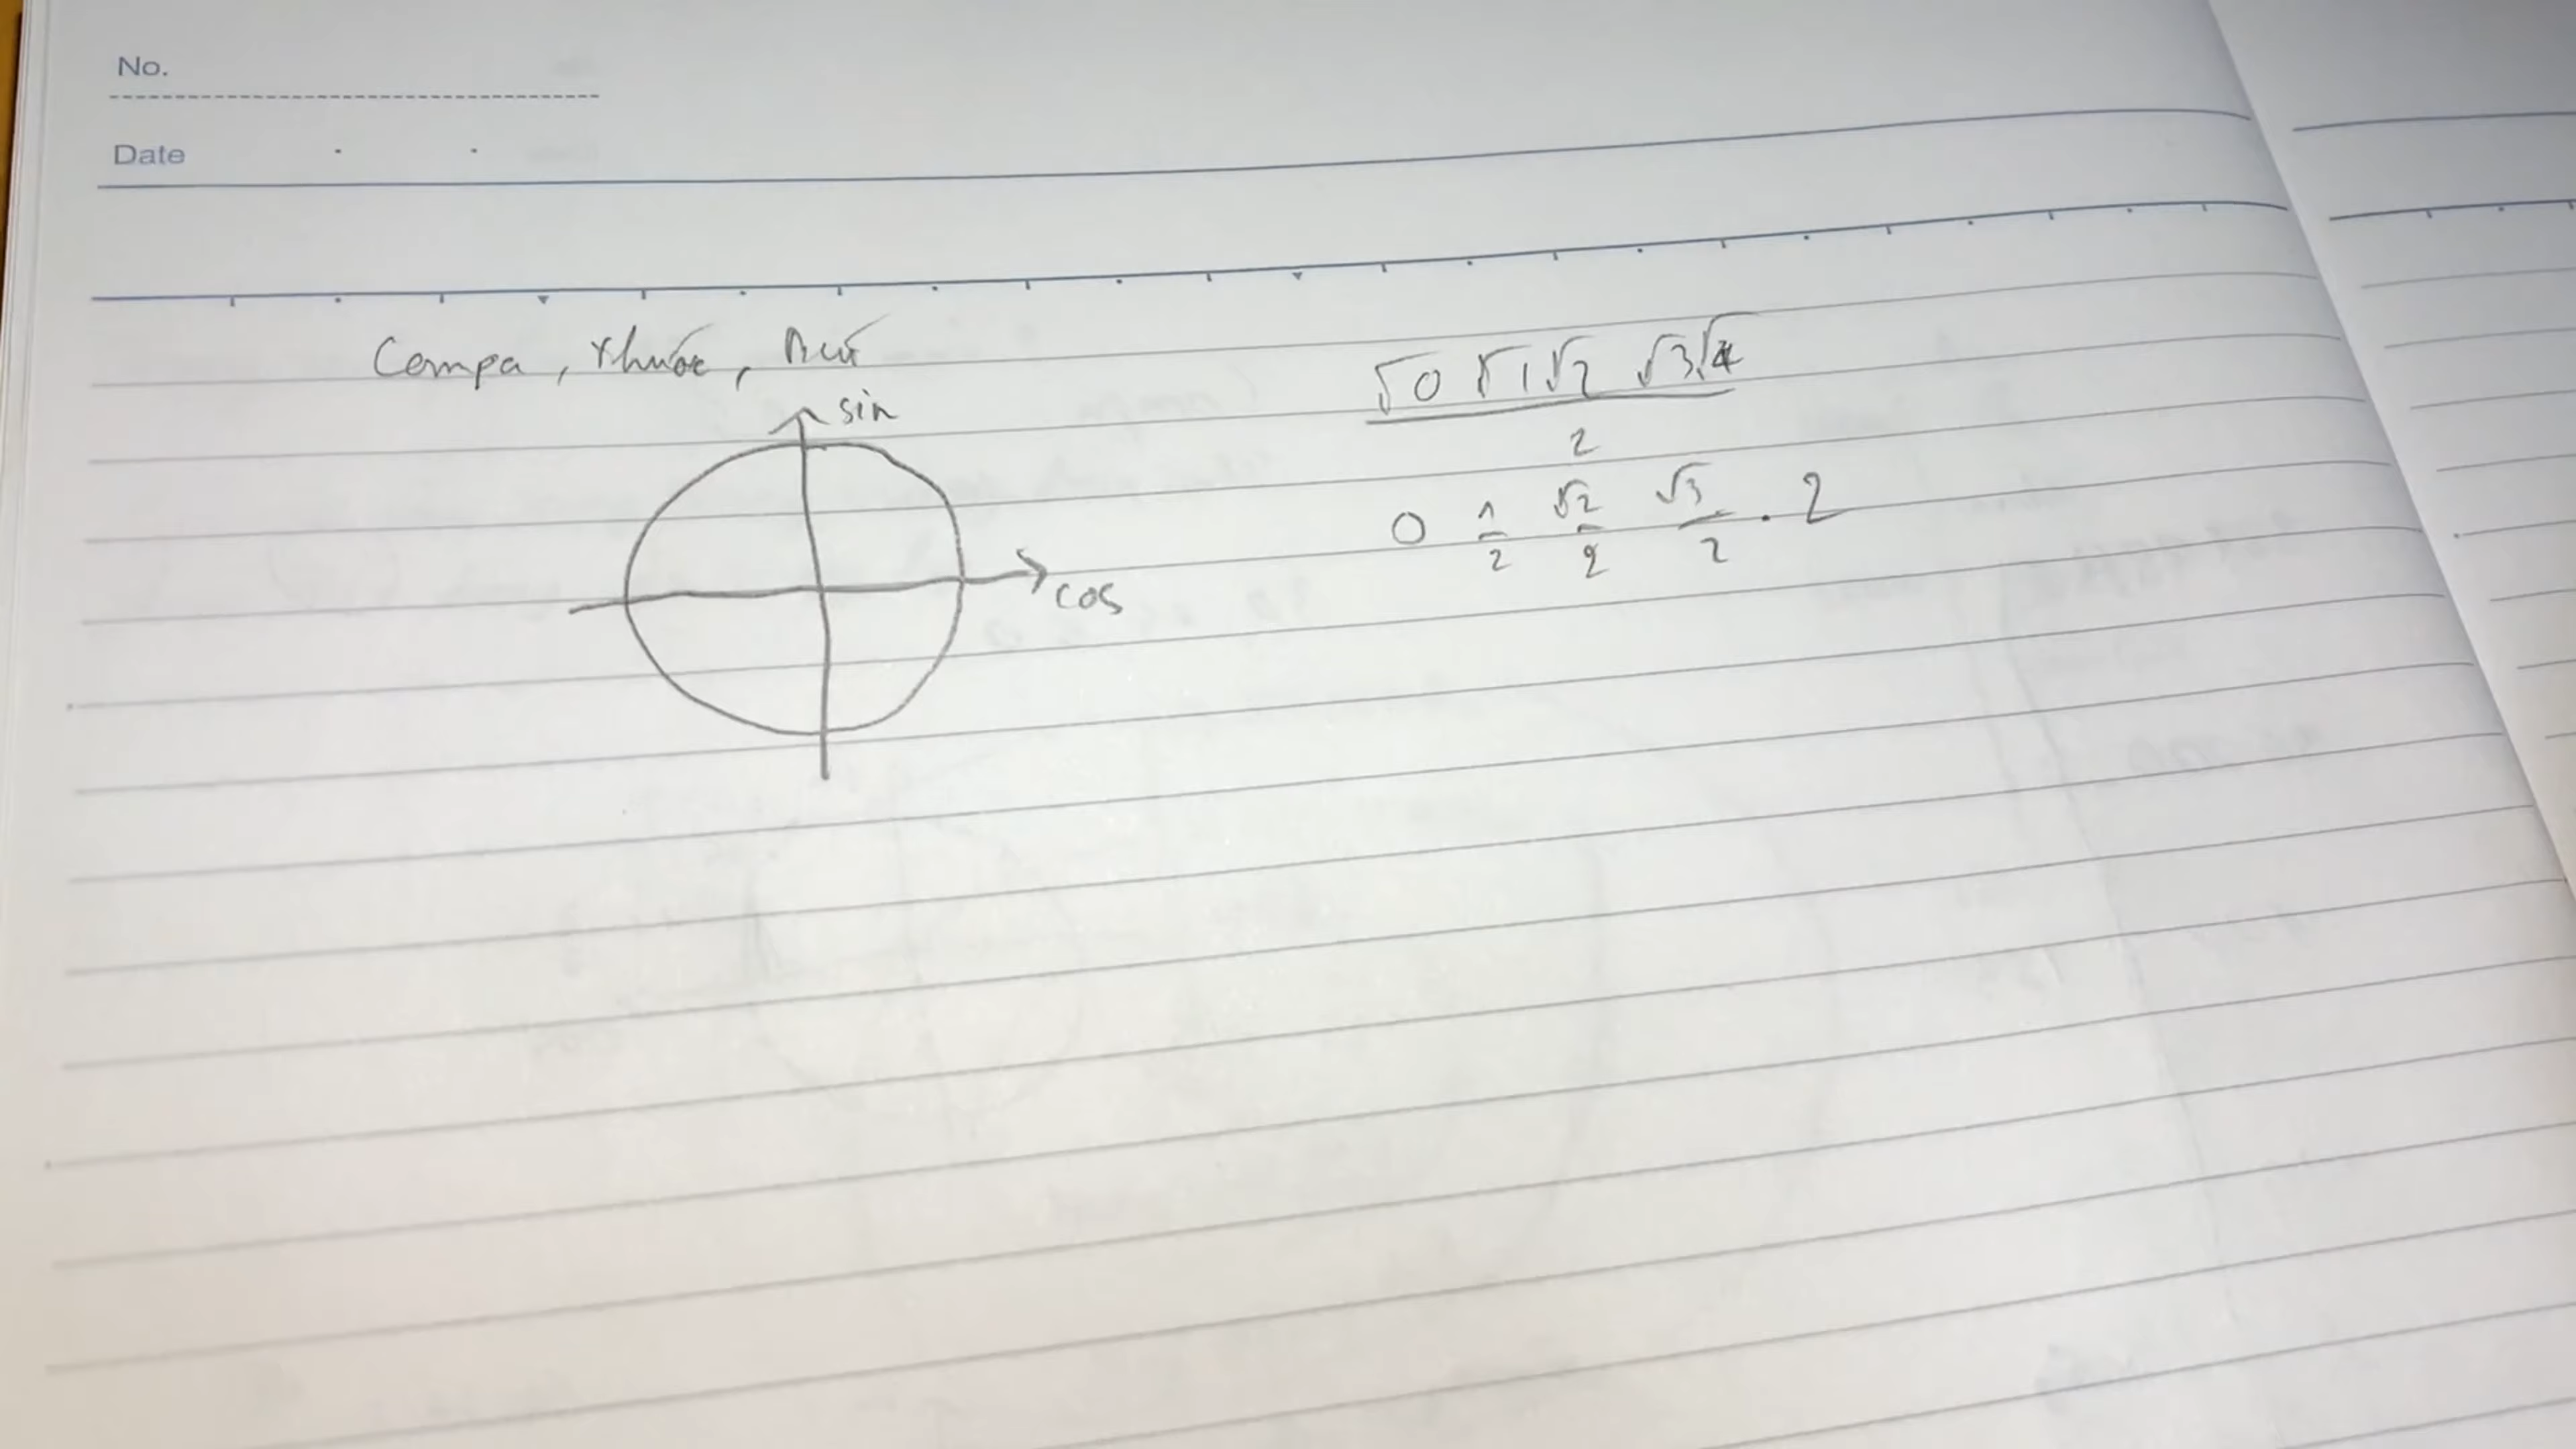 No.
Date
Compa, thước, bút
sin
cos
√0 √1 √2 √3 √4
2
0 1/2 √2/2 √3/2 . 2